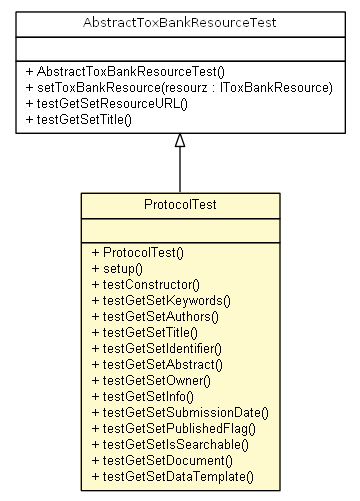 AbstractToxBankResourceTest
+ AbstractToxBankResourceTest()
+ setToxBankResource(resourz : IToxBankResource)
+ testGetSetResourceURL()
+ testGetSetTitle()
ProtocolTest
+ ProtocolTest()
+ setup()
+ testConstructor()
+ testGetSetKeywords()
+ testGetSetAuthors()
+ testGetSetTitle()
+ testGetSetIdentifier()
+ testGetSetAbstract()
+ testGetSetOwner()
+ testGetSetInfo()
+ testGetSetSubmissionDate()
+ testGetSetPublishedFlag()
+ testGetSetIsSearchable()
+ testGetSetDocument()
+ testGetSetDataTemplate()